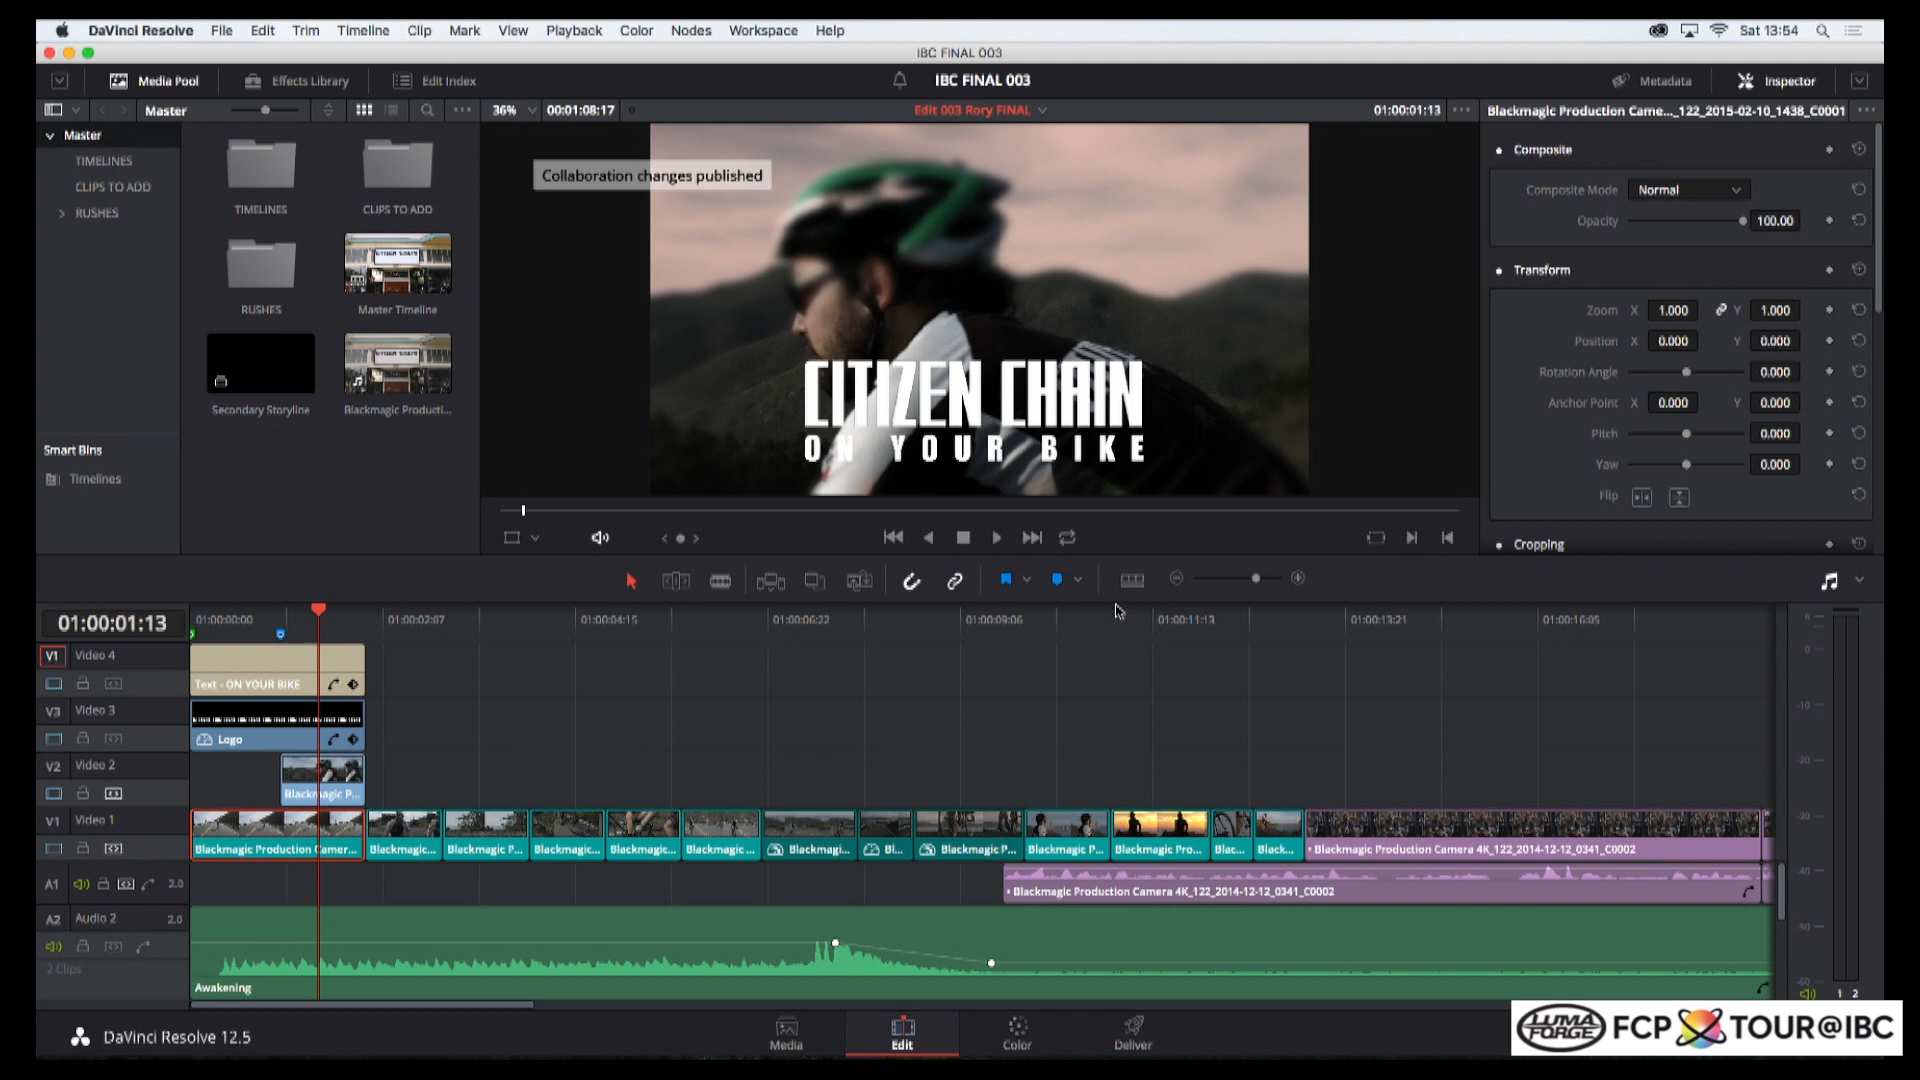 DaVinci Resolve File Edit Trim Timeline Clip Mark View Playback Color Nodes Workspace Help Sat 13:54
IBC FINAL 003
Media Pool Effects Library Edit Index IBC FINAL 003 Metadata Inspector
Master 36% 00:01:08:17 Edit 003 Rory FINAL 01:00:01:13 Blackmagic Production Came..._122_2015-02-10_1438_C0001
Master
TIMELINES
CLIPS TO ADD
RUSHES
TIMELINES CLIPS TO ADD
RUSHES Master Timeline
Secondary Storyline Blackmagic Producti...
Smart Bins
Timelines
Collaboration changes published
CITIZEN CHAIN
ON YOUR BIKE
Composite
Composite Mode Normal
Opacity 100.00
Transform
Zoom X 1.000 Y 1.000
Position X 0.000 Y 0.000
Rotation Angle 0.000
Anchor Point X 0.000 Y 0.000
Pitch 0.000
Yaw 0.000
Flip
Cropping
01:00:01:13 01:00:00:00 01:00:02:07 01:00:04:15 01:00:06:22 01:00:09:06 01:00:11:13 01:00:13:21 01:00:16:05
V1 Video 4
Text - ON YOUR BIKE
V3 Video 3
Logo
V2 Video 2
Blackmagic P...
V1 Video 1
Blackmagic Production Camer... Blackmagic... Blackmagic P... Blackmagic... Blackmagic... Blackmagic ... Blackmagi... Bl... Blackmagic P... Blackmagic P... Blackmagic Pro... Blac... Black... Blackmagic Production Camera 4K_122_2014-12-12_0341_C0002
A1 2.0 Blackmagic Production Camera 4K_122_2014-12-12_0341_C0002
A2 Audio 2 2.0
2 Clips
Awakening
0
-10
-20
-30
-40
-50
-60
1 2
DaVinci Resolve 12.5 Media Edit Color Deliver
LUMA FORGE FCP TOUR@IBC